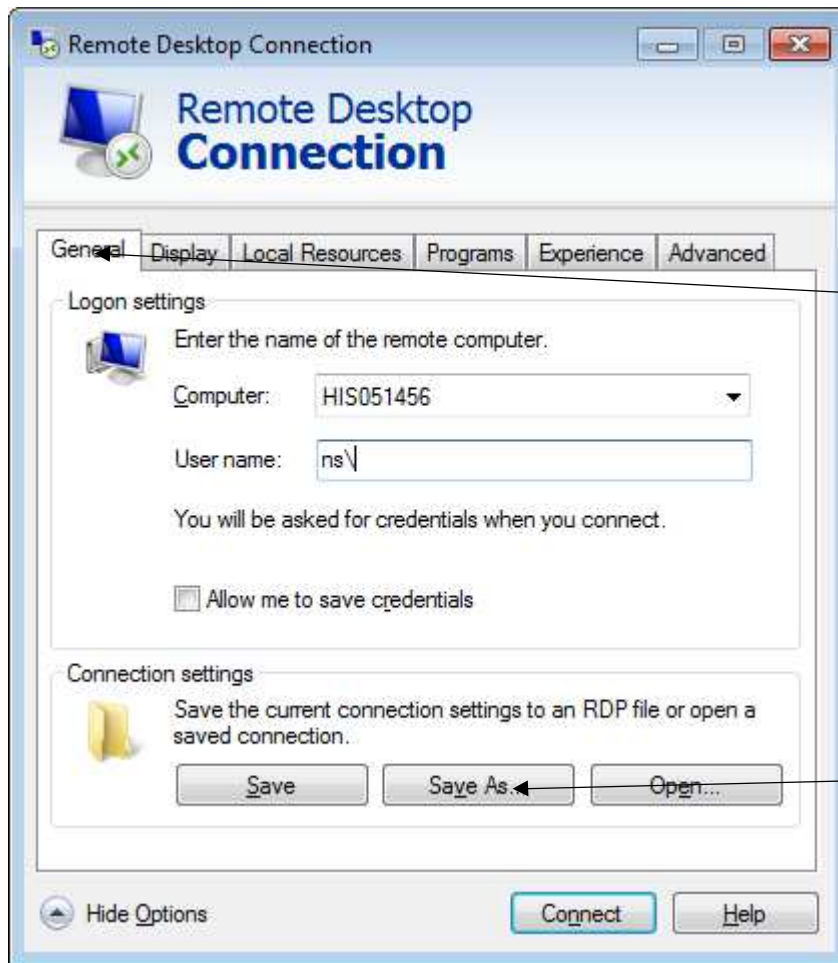 Remote Desktop Connection
Remote Desktop
Connection
General Display Local Resources Programs Experience Advanced
Logon settings
Enter the name of the remote computer.
Computer: HIS051456
User name: ns\
You will be asked for credentials when you connect.
Allow me to save credentials
Connection settings
Save the current connection settings to an RDP file or open a
saved connection.
Save Save As... Open...
Hide Options Connect Help